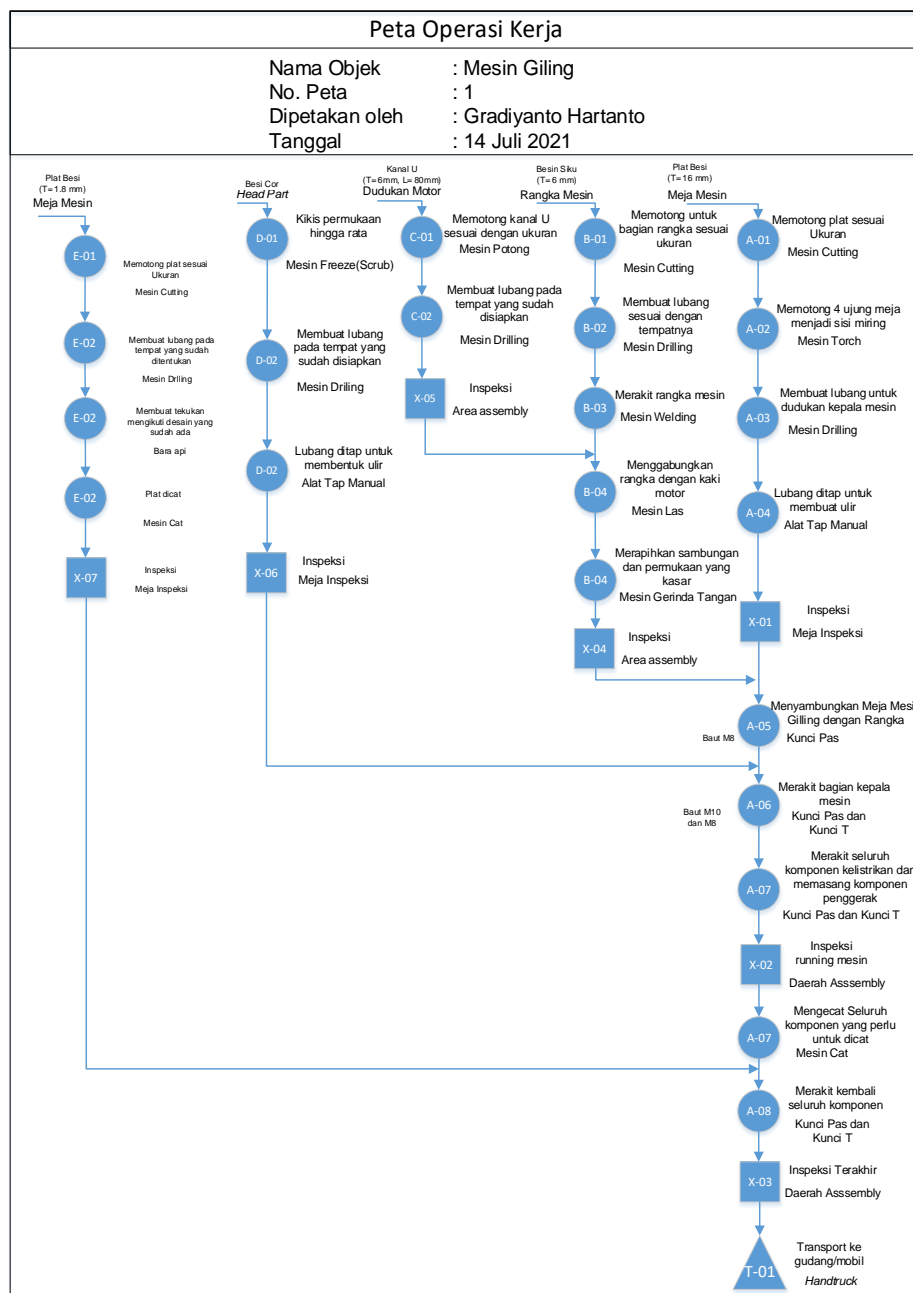 Peta Operasi Kerja
Nama Objek : Mesin Giling
No. Peta : 1
Dipetakan oleh : Gradiyanto Hartanto
Tanggal : 14 Juli 2021
Plat Besi
(T= 1.8 mm)
Meja Mesin
E-01
Memotong plat sesuai
Ukuran
Mesin Cutting
E-02
Membuat lubang pada
tempat yang sudah
ditentukan
Mesin Drlling
E-02
Membuat tekukan
mengikuti desain yang
sudah ada
Bara api
E-02
Plat dicat
Mesin Cat
X-07
Inspeksi
Meja Inspeksi
Besi Cor
Head Part
D-01
Kikis permukaan
hingga rata
Mesin Freeze(Scrub)
D-02
Membuat lubang
pada tempat yang
sudah disiapkan
Mesin Driling
D-02
Lubang ditap untuk
membentuk ulir
Alat Tap Manual
X-06
Inspeksi
Meja Inspeksi
Kanal U
(T=6mm, L= 80mm)
Dudukan Motor
C-01
Memotong kanal U
sesuai dengan ukuran
Mesin Potong
C-02
Membuat lubang pada
tempat yang sudah
disiapkan
Mesin Drilling
X-05
Inspeksi
Area assembly
Besin Siku
(T= 6 mm)
Rangka Mesin
B-01
Memotong untuk
bagian rangka sesuai
ukuran
Mesin Cutting
B-02
Membuat lubang
sesuai dengan
tempatnya
Mesin Drilling
B-03
Merakit rangka mesin
Mesin Welding
B-04
Menggabungkan
rangka dengan kaki
motor
Mesin Las
B-04
Merapihkan sambungan
dan permukaan yang
kasar
Mesin Gerinda Tangan
X-04
Inspeksi
Area assembly
Plat Besi
(T= 16 mm)
Meja Mesin
A-01
Memotong plat sesuai
Ukuran
Mesin Cutting
A-02
Memotong 4 ujung meja
menjadi sisi miring
Mesin Torch
A-03
Membuat lubang untuk
dudukan kepala mesin
Mesin Drilling
A-04
Lubang ditap untuk
membuat ulir
Alat Tap Manual
X-01
Inspeksi
Meja Inspeksi
A-05
Menyambungkan Meja Mesi
Gilling dengan Rangka
Baut M8
Kunci Pas
A-06
Merakit bagian kepala
mesin
Baut M10
dan M8
Kunci Pas dan
Kunci T
A-07
Merakit seluruh
komponen kelistrikan dan
memasang komponen
penggerak
Kunci Pas dan Kunci T
X-02
Inspeksi
running mesin
Daerah Asssembly
A-07
Mengecat Seluruh
komponen yang perlu
untuk dicat
Mesin Cat
A-08
Merakit kembali
seluruh komponen
Kunci Pas dan
Kunci T
X-03
Inspeksi Terakhir
Daerah Asssembly
T-01
Transport ke
gudang/mobil
Handtruck